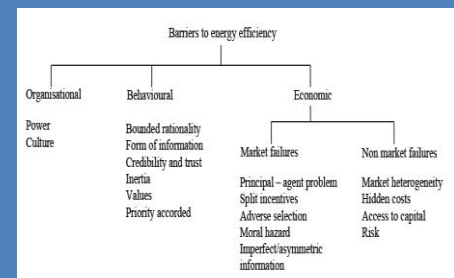 Barriers to energy efficiency
Organisational
Behavioural
Economic
Power
Culture
Bounded rationality
Form of information
Credibility and trust
Inertia
Values
Priority accorded
Market failures
Non market failures
Principal – agent problem
Split incentives
Adverse selection
Moral hazard
Imperfect/asymmetric
information
Market heterogeneity
Hidden costs
Access to capital
Risk